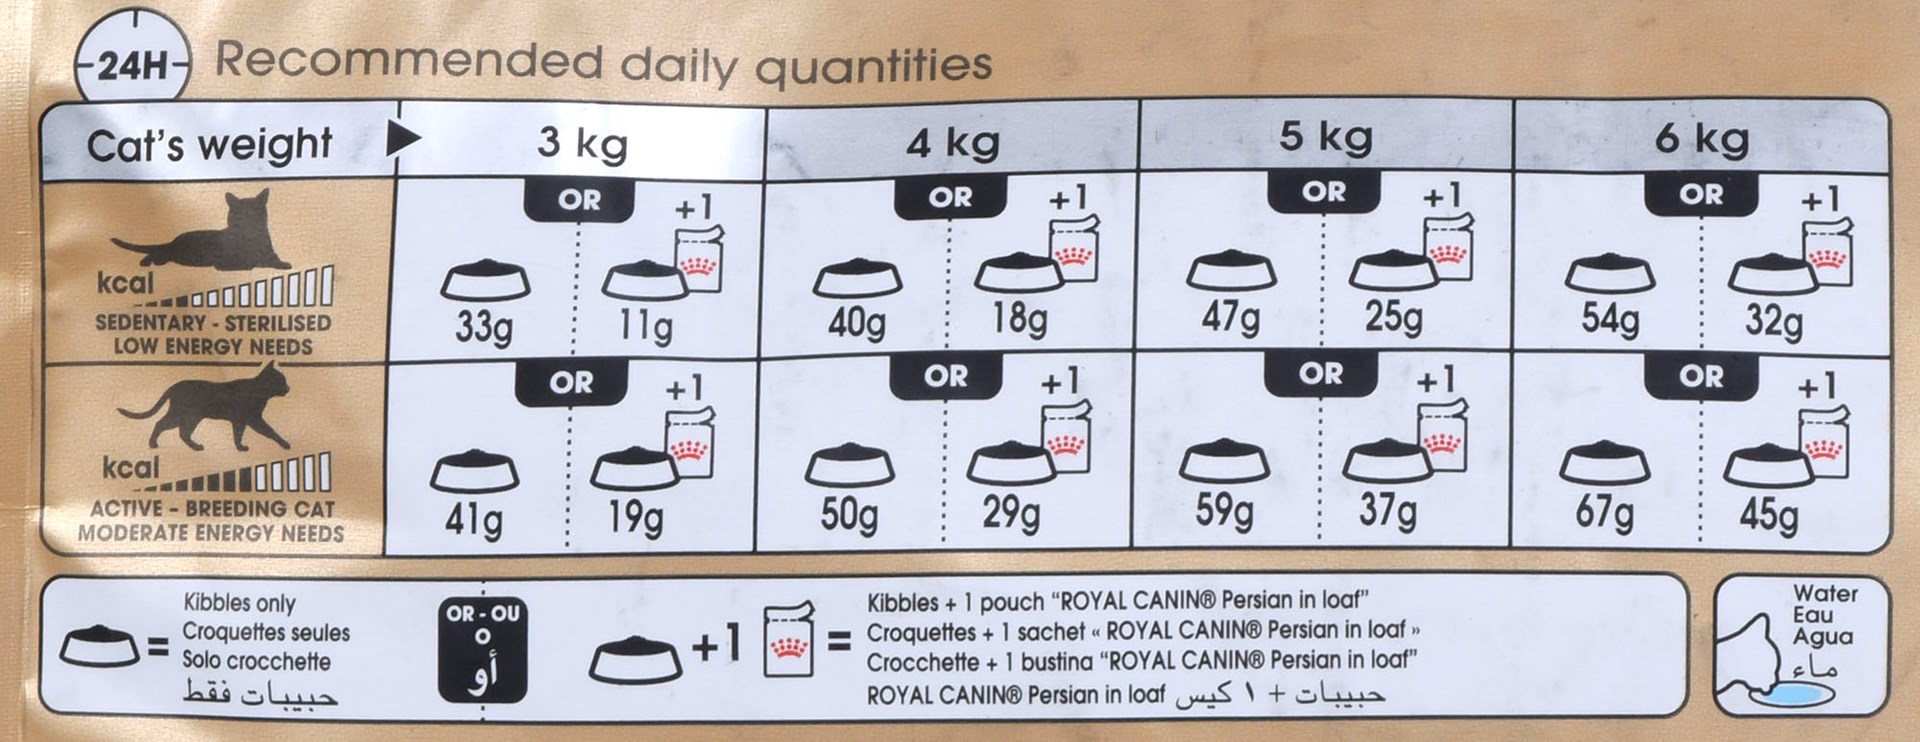 24H Recommended daily quantities
Cat's weight 3 kg 4 kg 5 kg 6 kg
OR +1 OR +1 OR +1 OR +1
kcal
33g 11g 40g 18g 47g 25g 54g 32g
SEDENTARY - STERILISED
LOW ENERGY NEEDS
OR +1 OR +1 OR +1 OR +1
kcal
41g 19g 50g 29g 59g 37g 67g 45g
ACTIVE - BREEDING CAT
MODERATE ENERGY NEEDS
=
Kibbles only
Croquettes seules
Solo crocchette
حبيبات فقط
OR - OU
O
أو
+1 =
Kibbles + 1 pouch “ROYAL CANIN® Persian in loaf”
Croquettes + 1 sachet « ROYAL CANIN® Persian in loaf »
Crocchette + 1 bustina “ROYAL CANIN® Persian in loaf”
حبيبات + ١ كيس ROYAL CANIN® Persian in loaf
Water
Eau
Agua
ماء